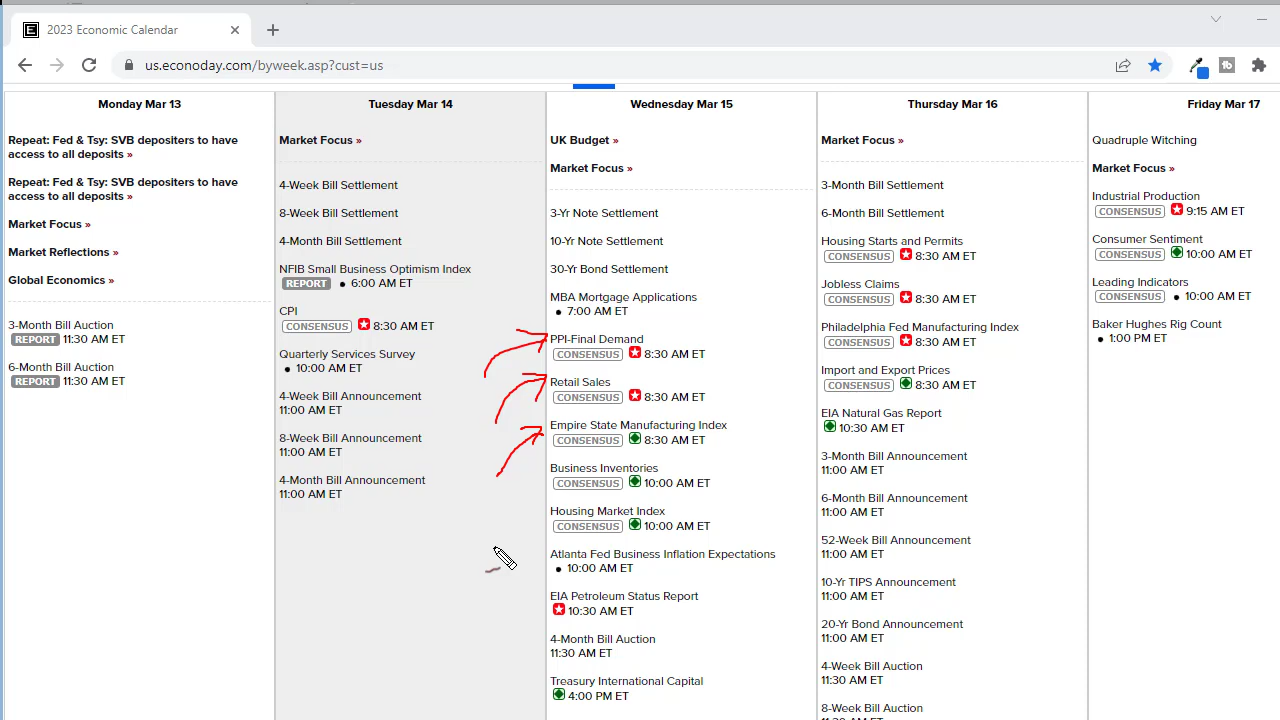 2023 Economic Calendar
us.econoday.com/byweek.asp?cust=us
Monday Mar 13
Repeat: Fed & Tsy: SVB depositers to have
access to all deposits »
Repeat: Fed & Tsy: SVB depositers to have
access to all deposits »
Market Focus »
Market Reflections »
Global Economics »
3-Month Bill Auction
REPORT 11:30 AM ET
6-Month Bill Auction
REPORT 11:30 AM ET
Tuesday Mar 14
Market Focus »
4-Week Bill Settlement
8-Week Bill Settlement
4-Month Bill Settlement
NFIB Small Business Optimism Index
REPORT • 6:00 AM ET
CPI
CONSENSUS 8:30 AM ET
Quarterly Services Survey
• 10:00 AM ET
4-Week Bill Announcement
11:00 AM ET
8-Week Bill Announcement
11:00 AM ET
4-Month Bill Announcement
11:00 AM ET
Wednesday Mar 15
UK Budget »
Market Focus »
3-Yr Note Settlement
10-Yr Note Settlement
30-Yr Bond Settlement
MBA Mortgage Applications
• 7:00 AM ET
PPI-Final Demand
CONSENSUS 8:30 AM ET
Retail Sales
CONSENSUS 8:30 AM ET
Empire State Manufacturing Index
CONSENSUS 8:30 AM ET
Business Inventories
CONSENSUS 10:00 AM ET
Housing Market Index
CONSENSUS 10:00 AM ET
Atlanta Fed Business Inflation Expectations
• 10:00 AM ET
EIA Petroleum Status Report
10:30 AM ET
4-Month Bill Auction
11:30 AM ET
Treasury International Capital
4:00 PM ET
Thursday Mar 16
Market Focus »
3-Month Bill Settlement
6-Month Bill Settlement
Housing Starts and Permits
CONSENSUS 8:30 AM ET
Jobless Claims
CONSENSUS 8:30 AM ET
Philadelphia Fed Manufacturing Index
CONSENSUS 8:30 AM ET
Import and Export Prices
CONSENSUS 8:30 AM ET
EIA Natural Gas Report
10:30 AM ET
3-Month Bill Announcement
11:00 AM ET
6-Month Bill Announcement
11:00 AM ET
52-Week Bill Announcement
11:00 AM ET
10-Yr TIPS Announcement
11:00 AM ET
20-Yr Bond Announcement
11:00 AM ET
4-Week Bill Auction
11:30 AM ET
8-Week Bill Auction
Friday Mar 17
Quadruple Witching
Market Focus »
Industrial Production
CONSENSUS 9:15 AM ET
Consumer Sentiment
CONSENSUS 10:00 AM ET
Leading Indicators
CONSENSUS • 10:00 AM ET
Baker Hughes Rig Count
• 1:00 PM ET